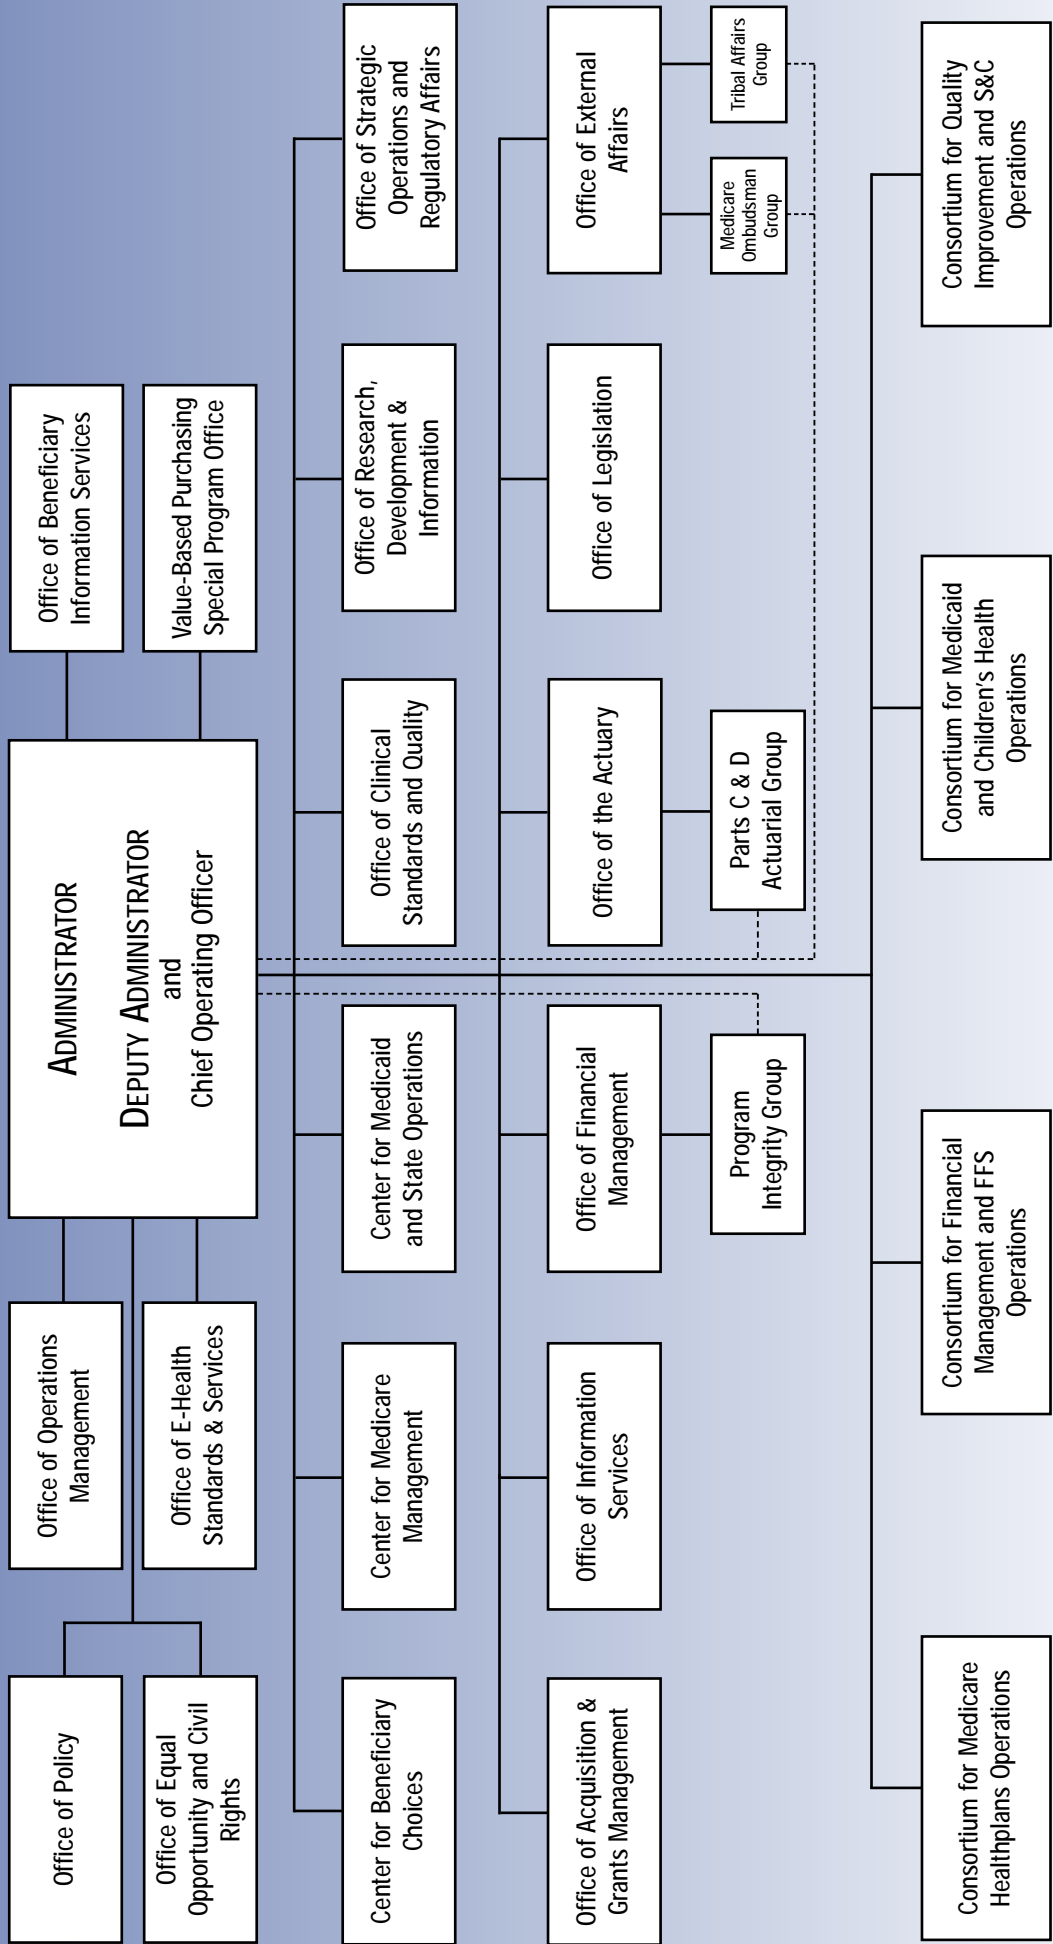 Office of Policy
Office of Equal
Opportunity and Civil
Rights
Office of Operations
Management
Office of E-Health
Standards & Services
ADMINISTRATOR
DEPUTY ADMINISTRATOR
and
Chief Operating Officer
Office of Beneficiary
Information Services
Value-Based Purchasing
Special Program Office
Center for Beneficiary
Choices
Center for Medicare
Management
Center for Medicaid
and State Operations
Office of Clinical
Standards and Quality
Office of Research,
Development &
Information
Office of Strategic
Operations and
Regulatory Affairs
Office of Acquisition &
Grants Management
Office of Information
Services
Office of Financial
Management
Office of the Actuary
Office of Legislation
Office of External
Affairs
Program
Integrity Group
Parts C & D
Actuarial Group
Medicare
Ombudsman
Group
Tribal Affairs
Group
Consortium for Medicare
Healthplans Operations
Consortium for Financial
Management and FFS
Operations
Consortium for Medicaid
and Children's Health
Operations
Consortium for Quality
Improvement and S&C
Operations